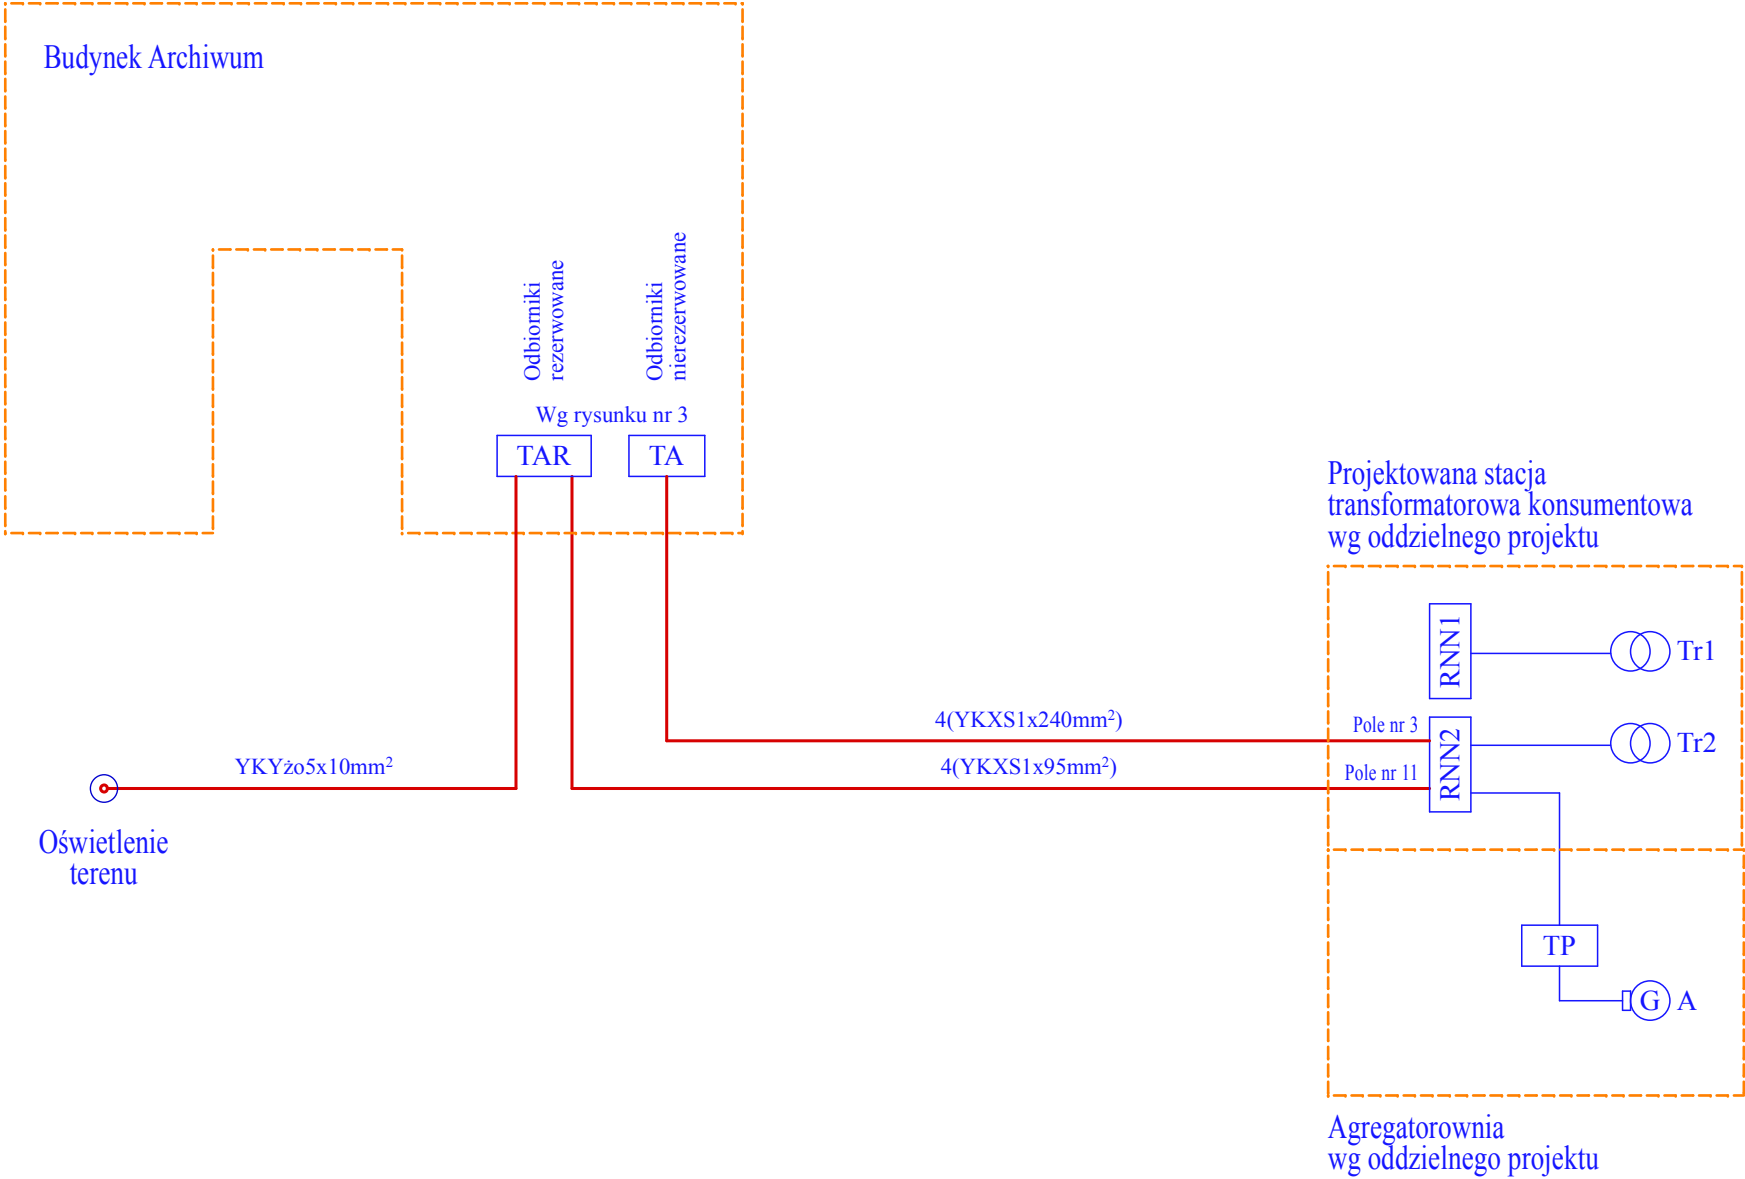 Budynek Archiwum
Odbiorniki
rezerwowane
Odbiorniki
nierezerwowane
Wg rysunku nr 3
TAR
TA
Projektowana stacja
transformatorowa konsumentowa
wg oddzielnego projektu
RNN1
Tr1
4(YKXS1x240mm²)
Pole nr 3
RNN2
Tr2
YKYżo5x10mm²
4(YKXS1x95mm²)
Pole nr 11
Oświetlenie
terenu
TP
G
A
Agregatorownia
wg oddzielnego projektu